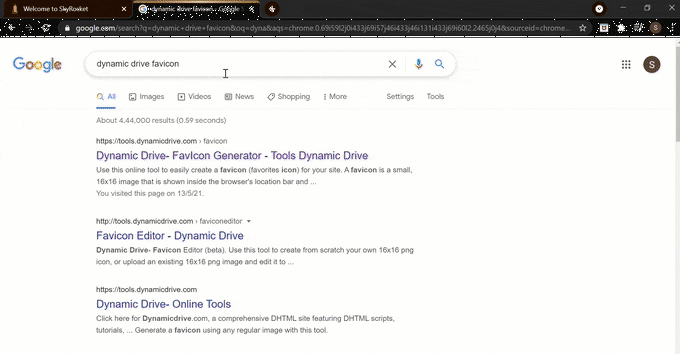 Welcome to SkyRosket
dynamic drive favicon - Google
google.com/search?q=dynamic+drive+favicon&oq=dyna&aqs=chrome.0.69i59l2j0i433j69i57j46i433j46i131i433j69i60l2.2465j0j4&sourceid=chrome...
Google
dynamic drive favicon
S
All Images Videos News Shopping More Settings Tools
About 4,44,000 results (0.59 seconds)
https://tools.dynamicdrive.com › favicon
Dynamic Drive- FavIcon Generator - Tools Dynamic Drive
Use this online tool to easily create a favicon (favorites icon) for your site. A favicon is a small,
16x16 image that is shown inside the browser's location bar and ...
You visited this page on 13/5/21.
http://tools.dynamicdrive.com › faviconeditor
Favicon Editor - Dynamic Drive
Dynamic Drive- Favicon Editor (beta). Use this tool to create from scratch your own 16x16 png
icon, or upload an existing 16x16 png image and edit it to ...
https://tools.dynamicdrive.com
Dynamic Drive- Online Tools
Click here for Dynamicdrive.com, a comprehensive DHTML site featuring DHTML scripts,
tutorials, ... Generate a favicon using any regular image with this tool.